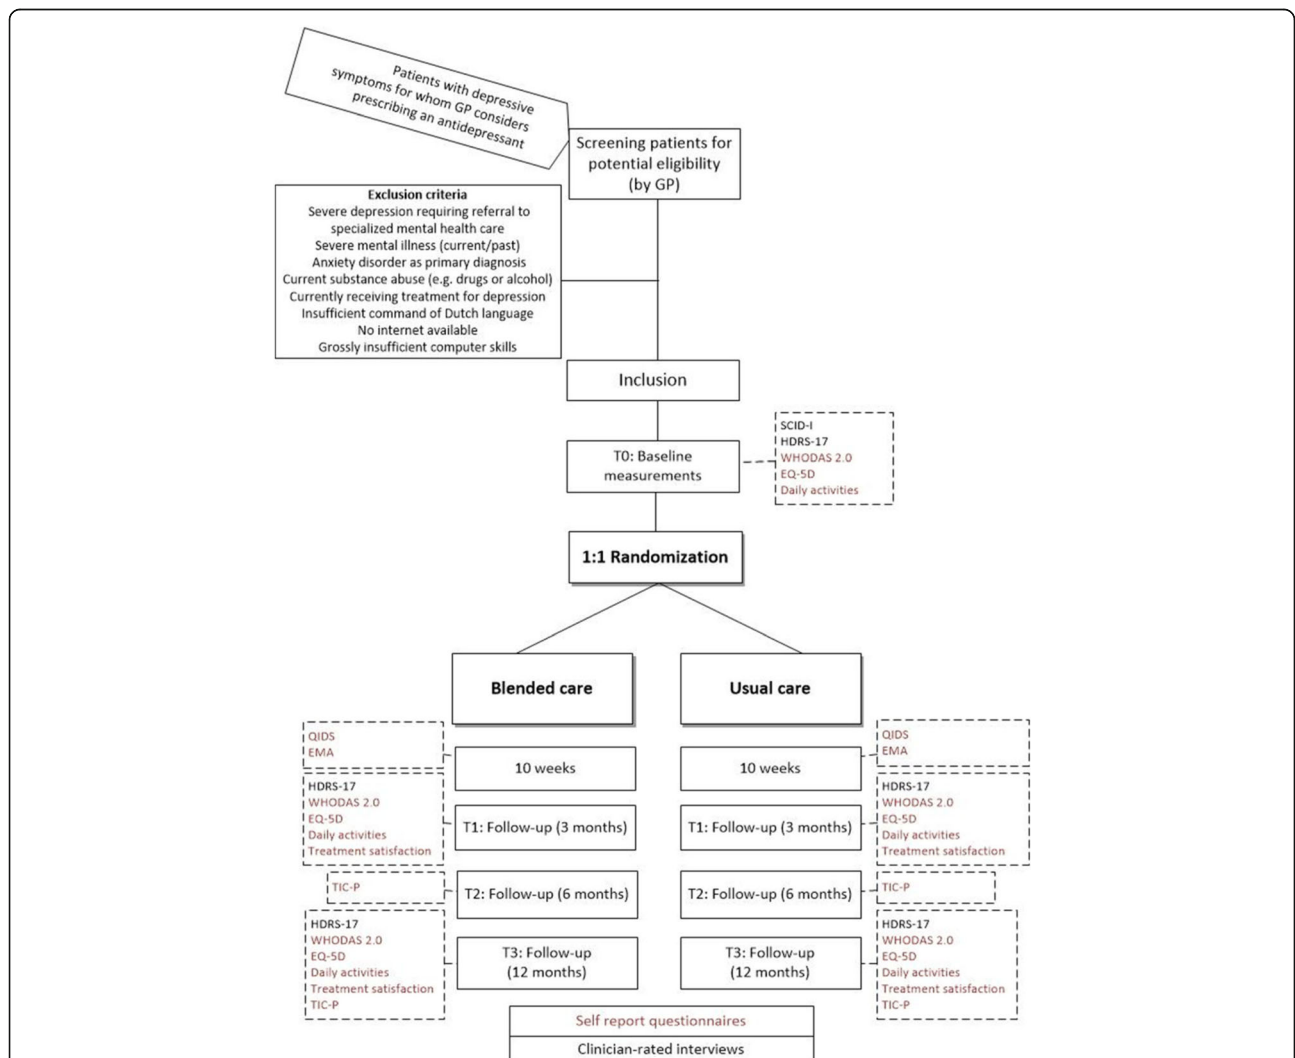 Patients with depressive
symptoms for whom GP considers
prescribing an antidepressant
Screening patients for
potential eligibility
(by GP)
Exclusion criteria
Severe depression requiring referral to
specialized mental health care
Severe mental illness (current/past)
Anxiety disorder as primary diagnosis
Current substance abuse (e.g. drugs or alcohol)
Currently receiving treatment for depression
Insufficient command of Dutch language
No internet available
Grossly insufficient computer skills
Inclusion
T0: Baseline
measurements
SCID-I
HDRS-17
WHODAS 2.0
EQ-5D
Daily activities
1:1 Randomization
Blended care
Usual care
QIDS
EMA
10 weeks
10 weeks
QIDS
EMA
HDRS-17
WHODAS 2.0
EQ-5D
Daily activities
Treatment satisfaction
T1: Follow-up (3 months)
T1: Follow-up (3 months)
HDRS-17
WHODAS 2.0
EQ-5D
Daily activities
Treatment satisfaction
TIC-P
T2: Follow-up (6 months)
T2: Follow-up (6 months)
TIC-P
HDRS-17
WHODAS 2.0
EQ-5D
Daily activities
Treatment satisfaction
TIC-P
T3: Follow-up
(12 months)
T3: Follow-up
(12 months)
HDRS-17
WHODAS 2.0
EQ-5D
Daily activities
Treatment satisfaction
TIC-P
Self report questionnaires
Clinician-rated interviews